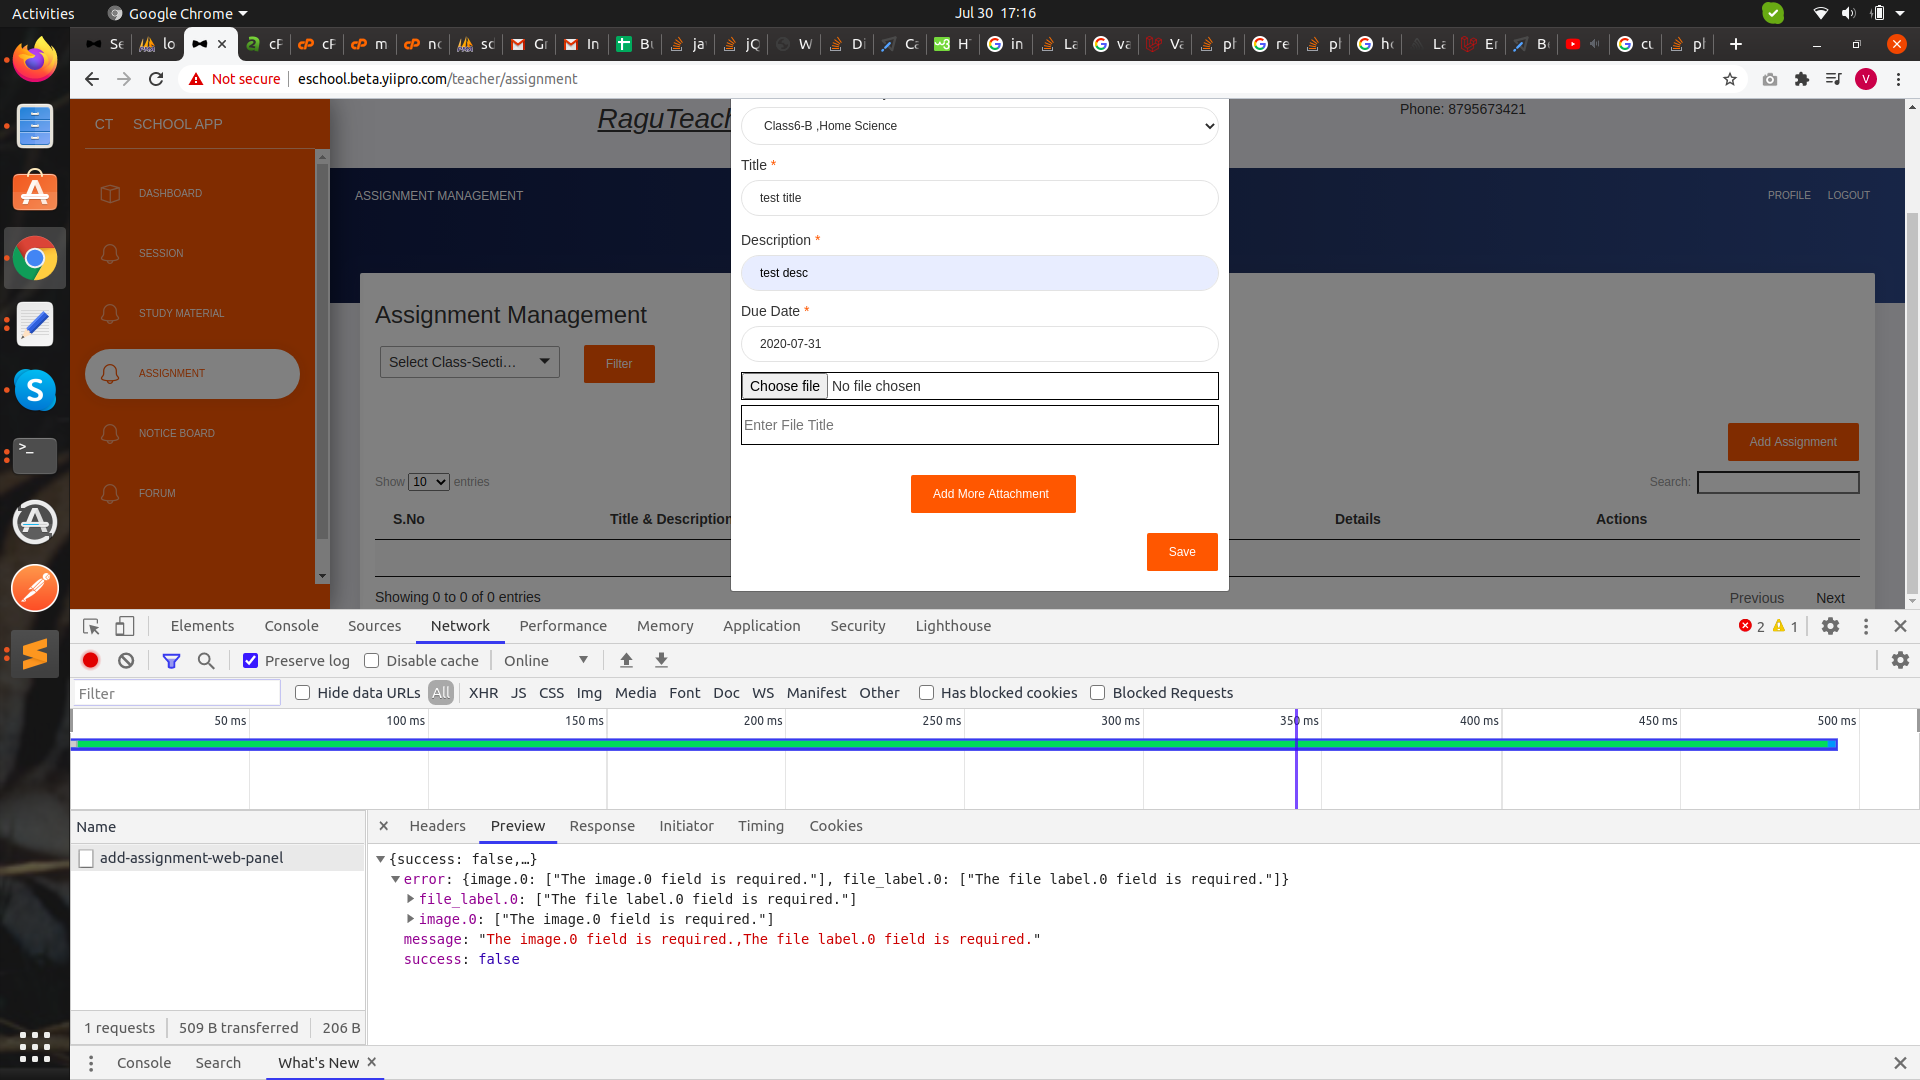 Activities
Google Chrome
Jul 30 17:16
Se
lo
cF
cP
m
nc
sc
G
In
Bu
ja
jQ
W
Di
Ca
H
in
La
va
Va
ph
re
pl
ho
La
Er
Be
cu
pl
Not secure
eschool.beta.yiipro.com/teacher/assignment
V
CT SCHOOL APP
DASHBOARD
SESSION
STUDY MATERIAL
ASSIGNMENT
NOTICE BOARD
FORUM
RaguTeach
Phone: 8795673421
ASSIGNMENT MANAGEMENT
PROFILE
LOGOUT
Assignment Management
Select Class-Secti...
Filter
Add Assignment
Show 10 entries
Search:
S.No
Title & Description
Details
Actions
Showing 0 to 0 of 0 entries
Previous
Next
Class6-B ,Home Science
Title *
test title
Description *
test desc
Due Date *
2020-07-31
Choose file No file chosen
Enter File Title
Add More Attachment
Save
Elements Console Sources Network Performance Memory Application Security Lighthouse
2 1
Preserve log
Disable cache
Online
Filter
Hide data URLs
All XHR JS CSS Img Media Font Doc WS Manifest Other
Has blocked cookies
Blocked Requests
50 ms 100 ms 150 ms 200 ms 250 ms 300 ms 350 ms 400 ms 450 ms 500 ms
Name
add-assignment-web-panel
Headers Preview Response Initiator Timing Cookies
{success: false,…}
error: {image.0: ["The image.0 field is required."], file_label.0: ["The file label.0 field is required."]}
file_label.0: ["The file label.0 field is required."]
image.0: ["The image.0 field is required."]
message: "The image.0 field is required.,The file label.0 field is required."
success: false
1 requests
509 B transferred
206 B
Console Search What's New